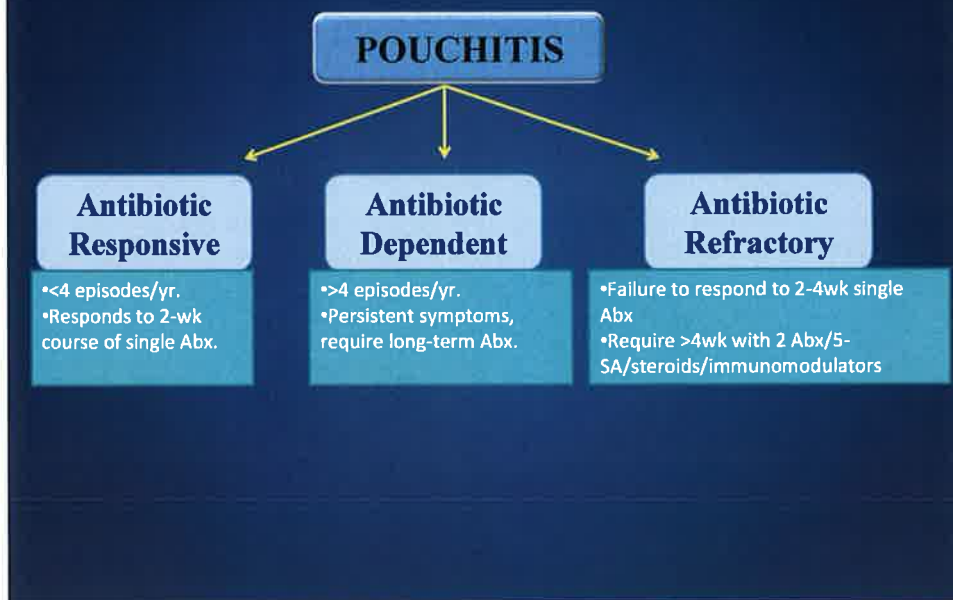 POUCHITIS
Antibiotic
Responsive
•<4 episodes/yr.
•Responds to 2-wk
course of single Abx.
Antibiotic
Dependent
•>4 episodes/yr.
•Persistent symptoms,
require long-term Abx.
Antibiotic
Refractory
•Failure to respond to 2-4wk single
Abx
•Require >4wk with 2 Abx/5-
SA/steroids/immunomodulators